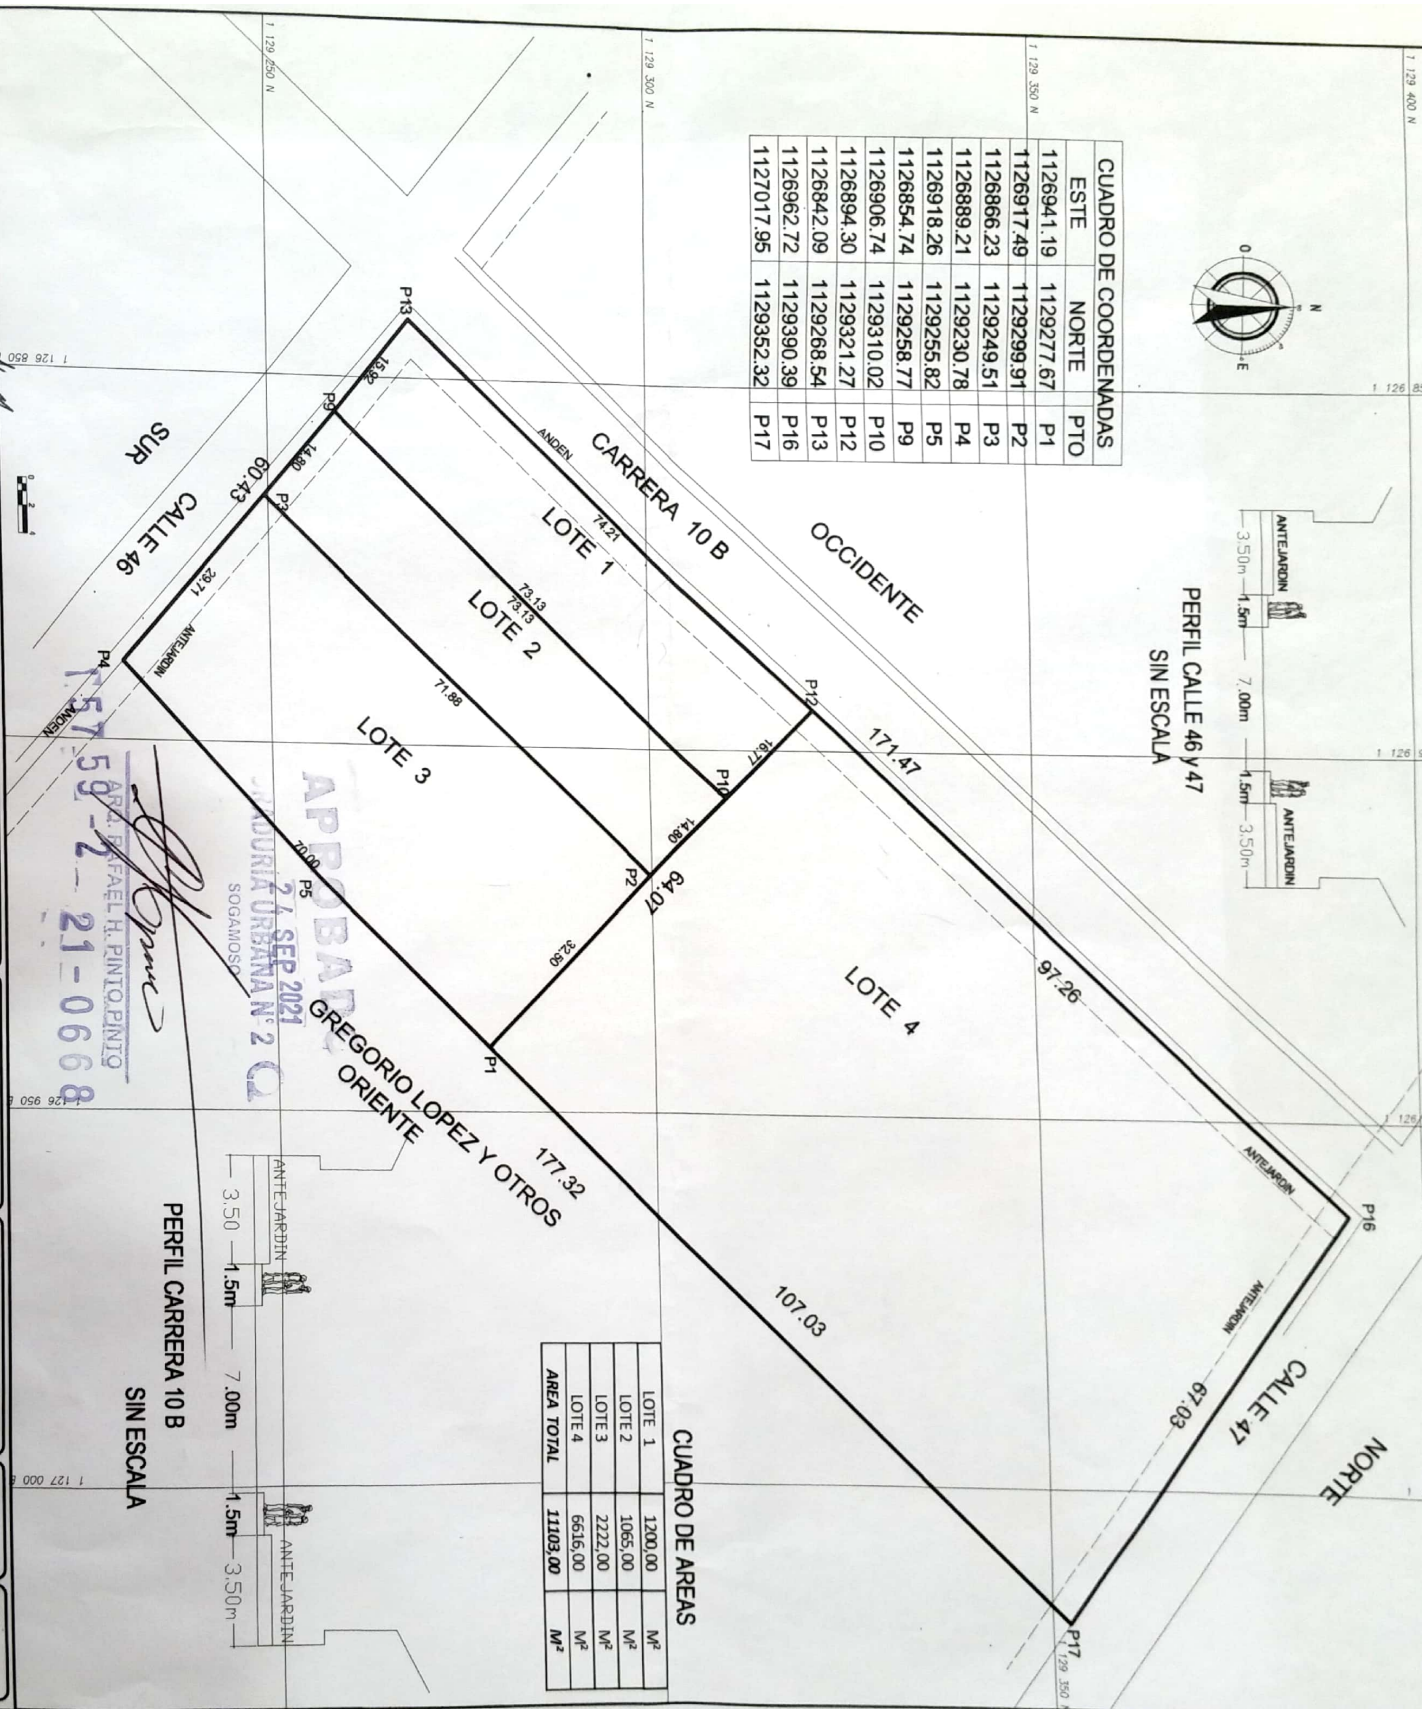 CUADRO DE COORDENADAS
ESTE NORTE PTO
1126941.19 1129277.67 P1
1126917.49 1129299.91 P2
1126866.23 1129249.51 P3
1126889.21 1129230.78 P4
1126918.26 1129255.82 P5
1126854.74 1129258.77 P9
1126906.74 1129310.02 P10
1126894.30 1129321.27 P12
1126842.09 1129268.54 P13
1126962.72 1129390.39 P16
1127017.95 1129352.32 P17
N
O
E
1 129 250 N
1 129 300 N
1 129 350 N
1 129 400 N
ANTEJARDIN
ANTEJARDIN
3.50m 1.5m 7.00m 1.5m 3.50m
PERFIL CALLE 46 y 47
SIN ESCALA
OCCIDENTE
CARRERA 10 B
ANDEN
P13
15.92
P9
14.80
60.43
P3
29.71
P4
SUR
CALLE 46
ANTEJARDIN
ANDEN
74.21
LOTE 1
73.13
73.13
LOTE 2
71.88
LOTE 3
70.00
P5
P12
16.77
P10
14.80
P2
64.07
32.50
P1
171.47
97.26
LOTE 4
ANTEJARDIN
P16
ANTEJARDIN
67.03
CALLE 47
NORTE
P17
107.03
177.32
GREGORIO LOPEZ Y OTROS
ORIENTE
1 126 850
1 126 950 E
1 127 000 E
24 SEP 2021
URBANA Nº 2
SOGAMOSO
ARQ. RAFAEL H. PINTO PINTO
21-0668
ANTEJARDIN
ANTEJARDIN
3.50 1.5m 7.00m 1.5m 3.50m
PERFIL CARRERA 10 B
SIN ESCALA
CUADRO DE AREAS
LOTE 1 1200,00 M²
LOTE 2 1065,00 M²
LOTE 3 2222,00 M²
LOTE 4 6616,00 M²
AREA TOTAL 11103,00 M²